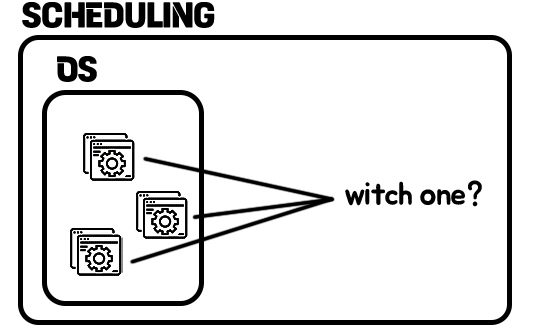 SCHEDULING
OS
witch one?